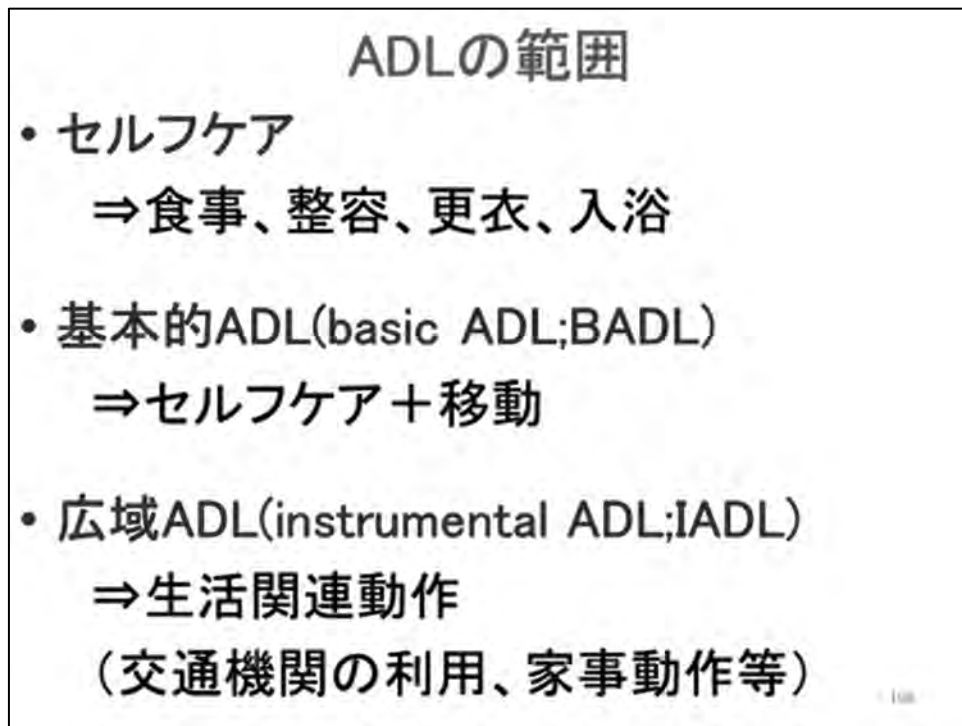 ADLの範囲
• セルフケア
⇒食事、整容、更衣、入浴
• 基本的ADL(basic ADL;BADL)
⇒セルフケア＋移動
• 広域ADL(instrumental ADL;IADL)
⇒生活関連動作
（交通機関の利用、家事動作等）